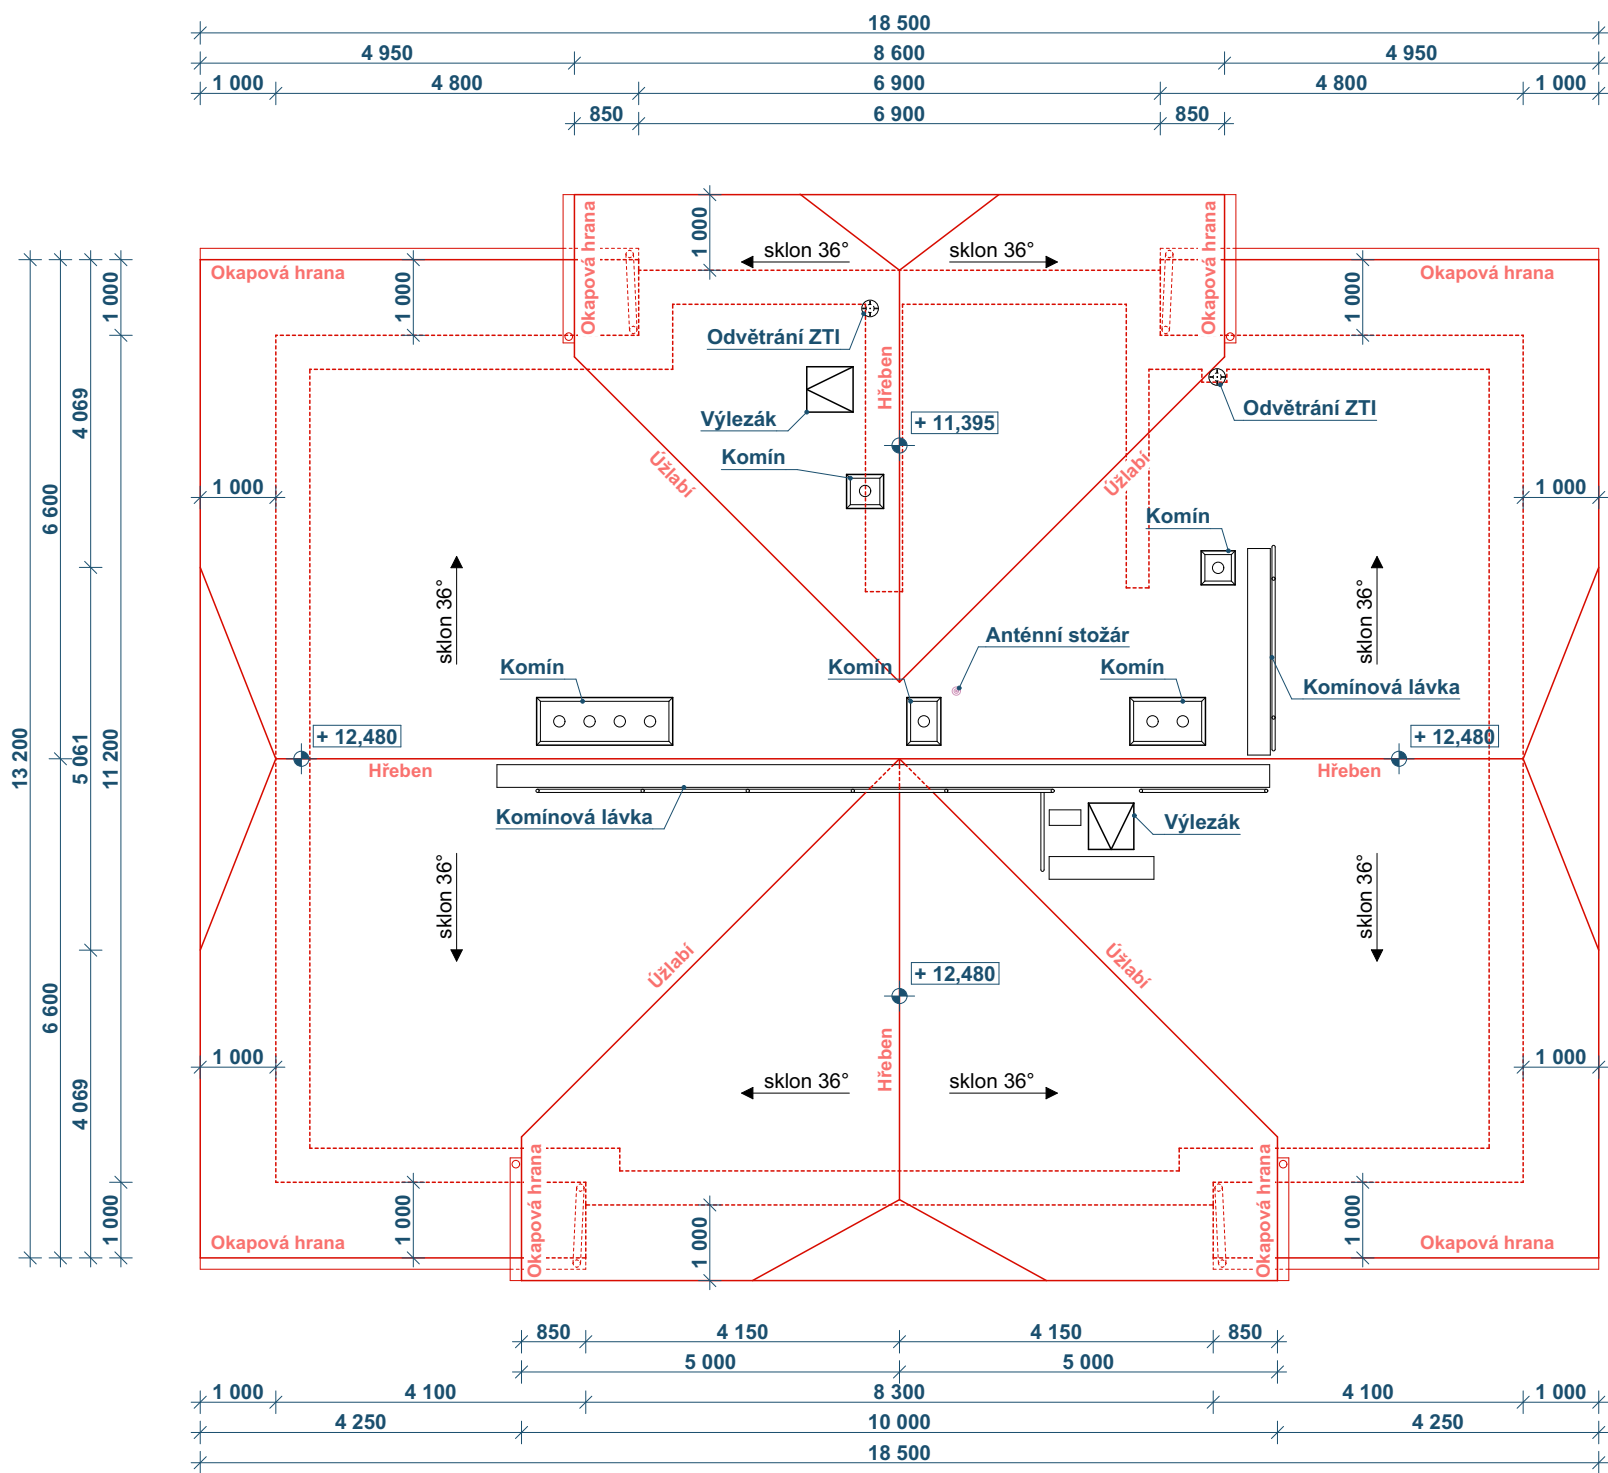 18 500
4 950 8 600 4 950
1 000 4 800 6 900 4 800 1 000
850 6 900 850
Okapová hrana
1 000
Okapová hrana
sklon 36° sklon 36°
Okapová hrana
1 000
1 000
Okapová hrana
1 000
Odvětrání ZTI
Hřeben
Výlezák
Odvětrání ZTI
4 069
+ 11,395
Komín
Úžlabí
Úžlabí
1 000
1 000
6 600
Komín
sklon 36°
sklon 36°
Anténní stožár
Komín
Komín
Komín
Komínová lávka
13 200
5 061
11 200
+ 12,480
+ 12,480
Hřeben
Hřeben
Komínová lávka
Výlezák
sklon 36°
sklon 36°
Úžlabí
Úžlabí
+ 12,480
6 600
Hřeben
1 000
1 000
4 069
sklon 36° sklon 36°
Okapová hrana
Okapová hrana
1 000
1 000
1 000
1 000
Okapová hrana
Okapová hrana
850 4 150 4 150 850
5 000 5 000
1 000 4 100 8 300 4 100 1 000
4 250 10 000 4 250
18 500